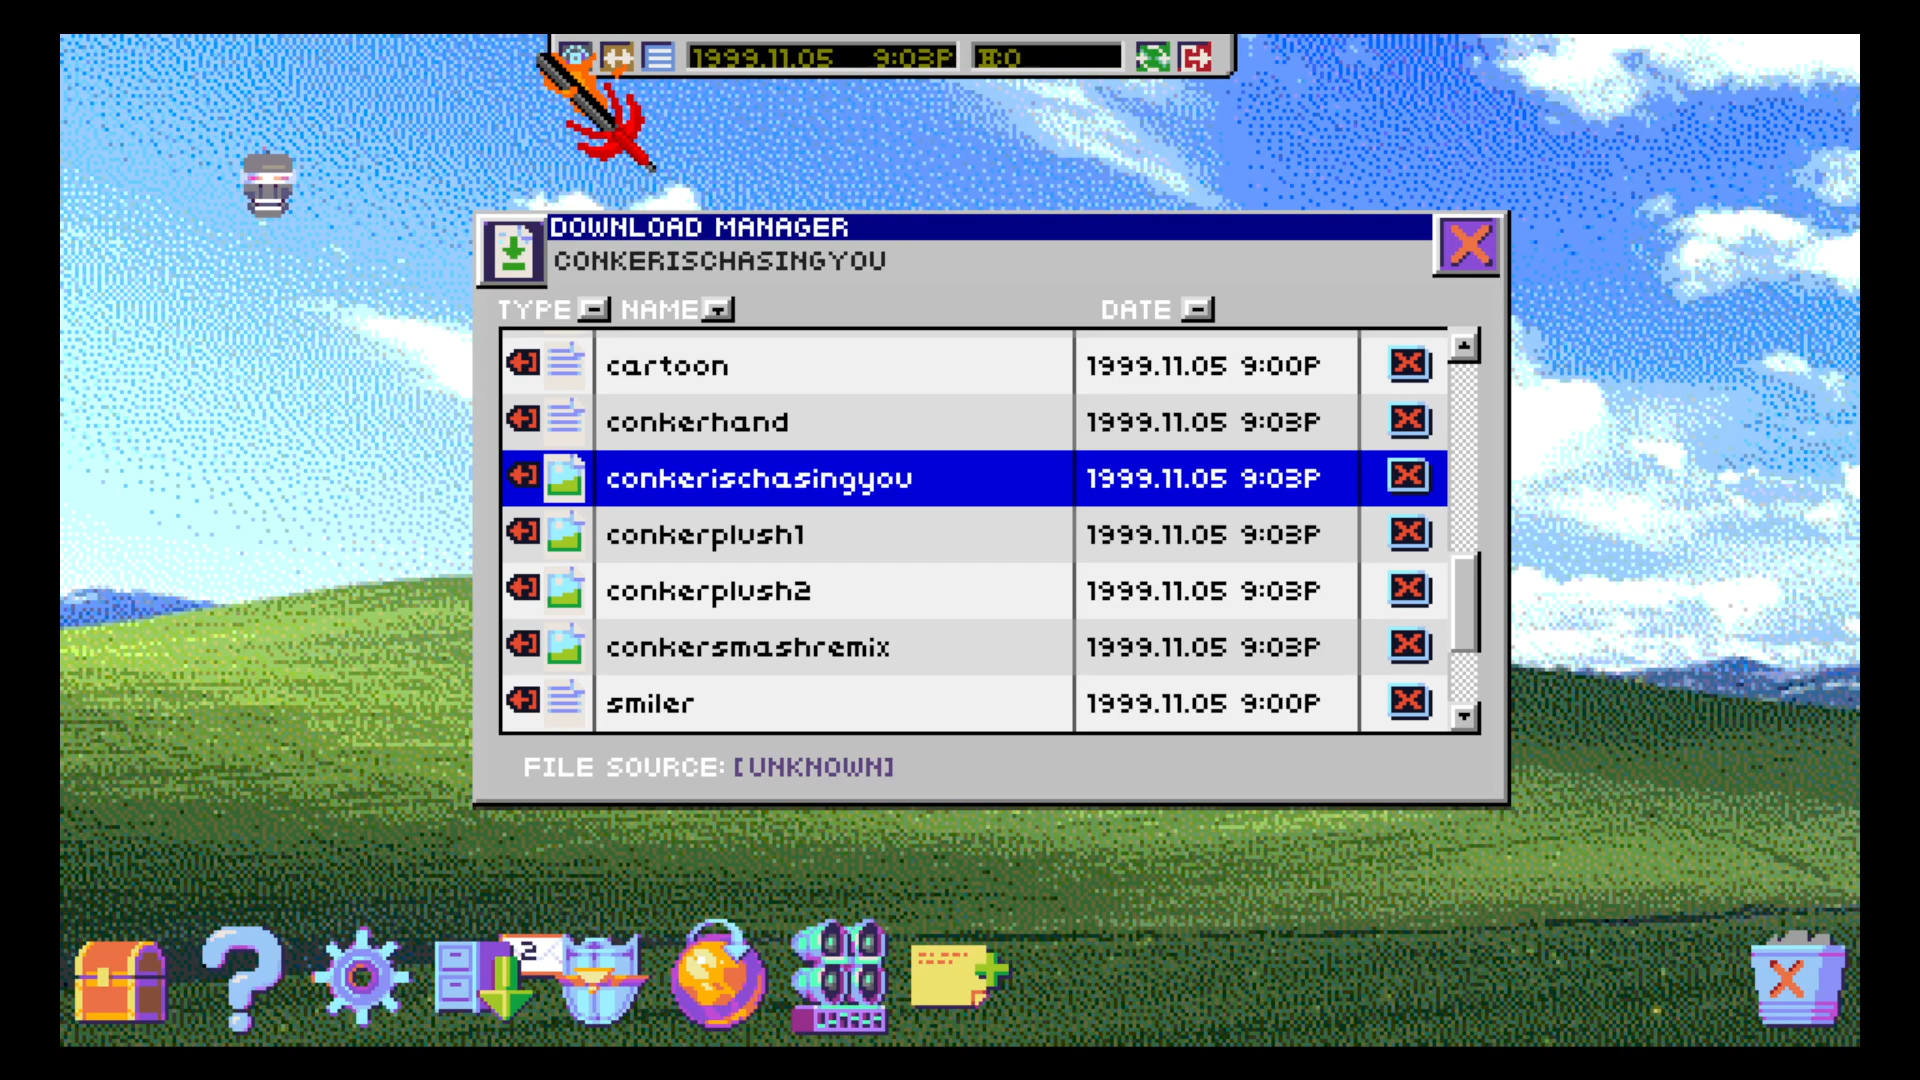 1999.11.05 9:03P
:0
DOWNLOAD MANAGER
CONKERISCHASINGYOU
TYPE NAME DATE
cartoon 1999.11.05 9:00P
conkerhand 1999.11.05 9:03P
conkerischasingyou 1999.11.05 9:03P
conkerplush1 1999.11.05 9:03P
conkerplush2 1999.11.05 9:03P
conkersmashremix 1999.11.05 9:03P
smiler 1999.11.05 9:00P
FILE SOURCE: [UNKNOWN]
2